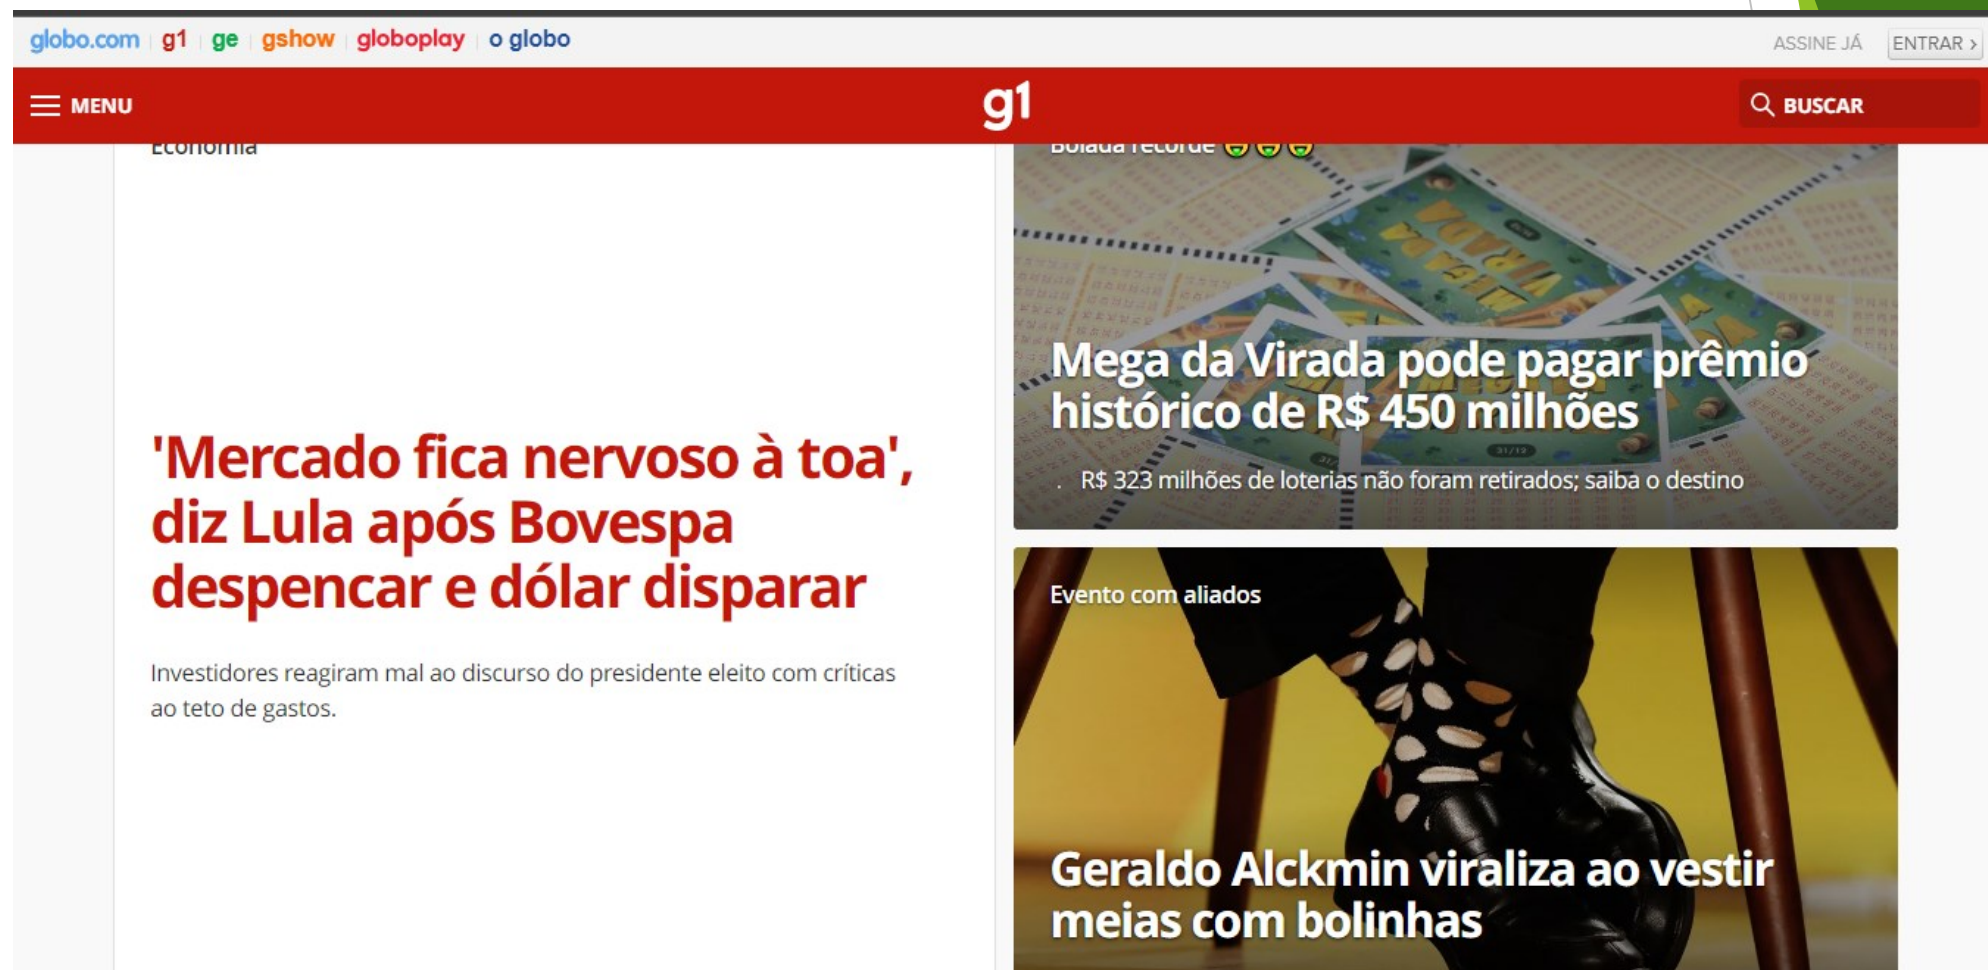 globo.com g1 ge gshow globoplay o globo
ASSINE JÁ ENTRAR >
MENU
g1
BUSCAR
Economia
'Mercado fica nervoso à toa',
diz Lula após Bovespa
despencar e dólar disparar
Investidores reagiram mal ao discurso do presidente eleito com críticas
ao teto de gastos.
Bolada recorde 🤑🤑🤑
Mega da Virada pode pagar prêmio
histórico de R$ 450 milhões
. R$ 323 milhões de loterias não foram retirados; saiba o destino
Evento com aliados
Geraldo Alckmin viraliza ao vestir
meias com bolinhas